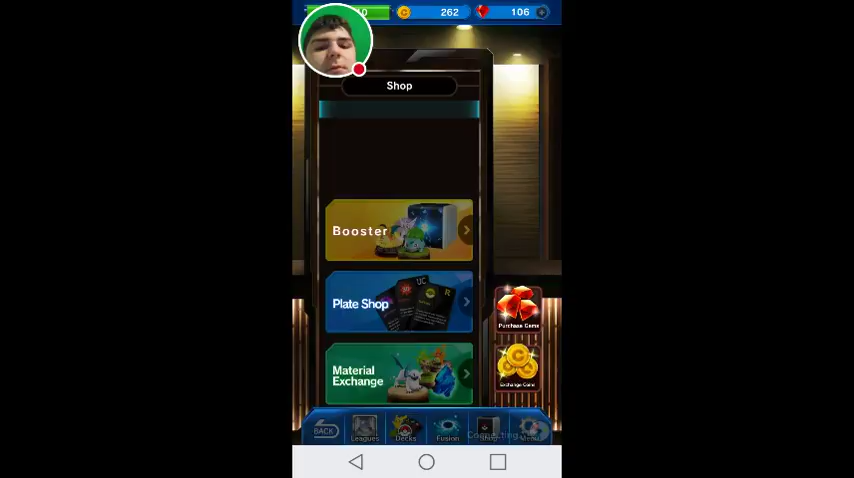 262
106
Shop
Booster
Plate Shop
UC
R
Material
Exchange
Purchase Gems
Exchange Coins
BACK
Leagues
Decks
Fusion
Shop
Menu
Connecting